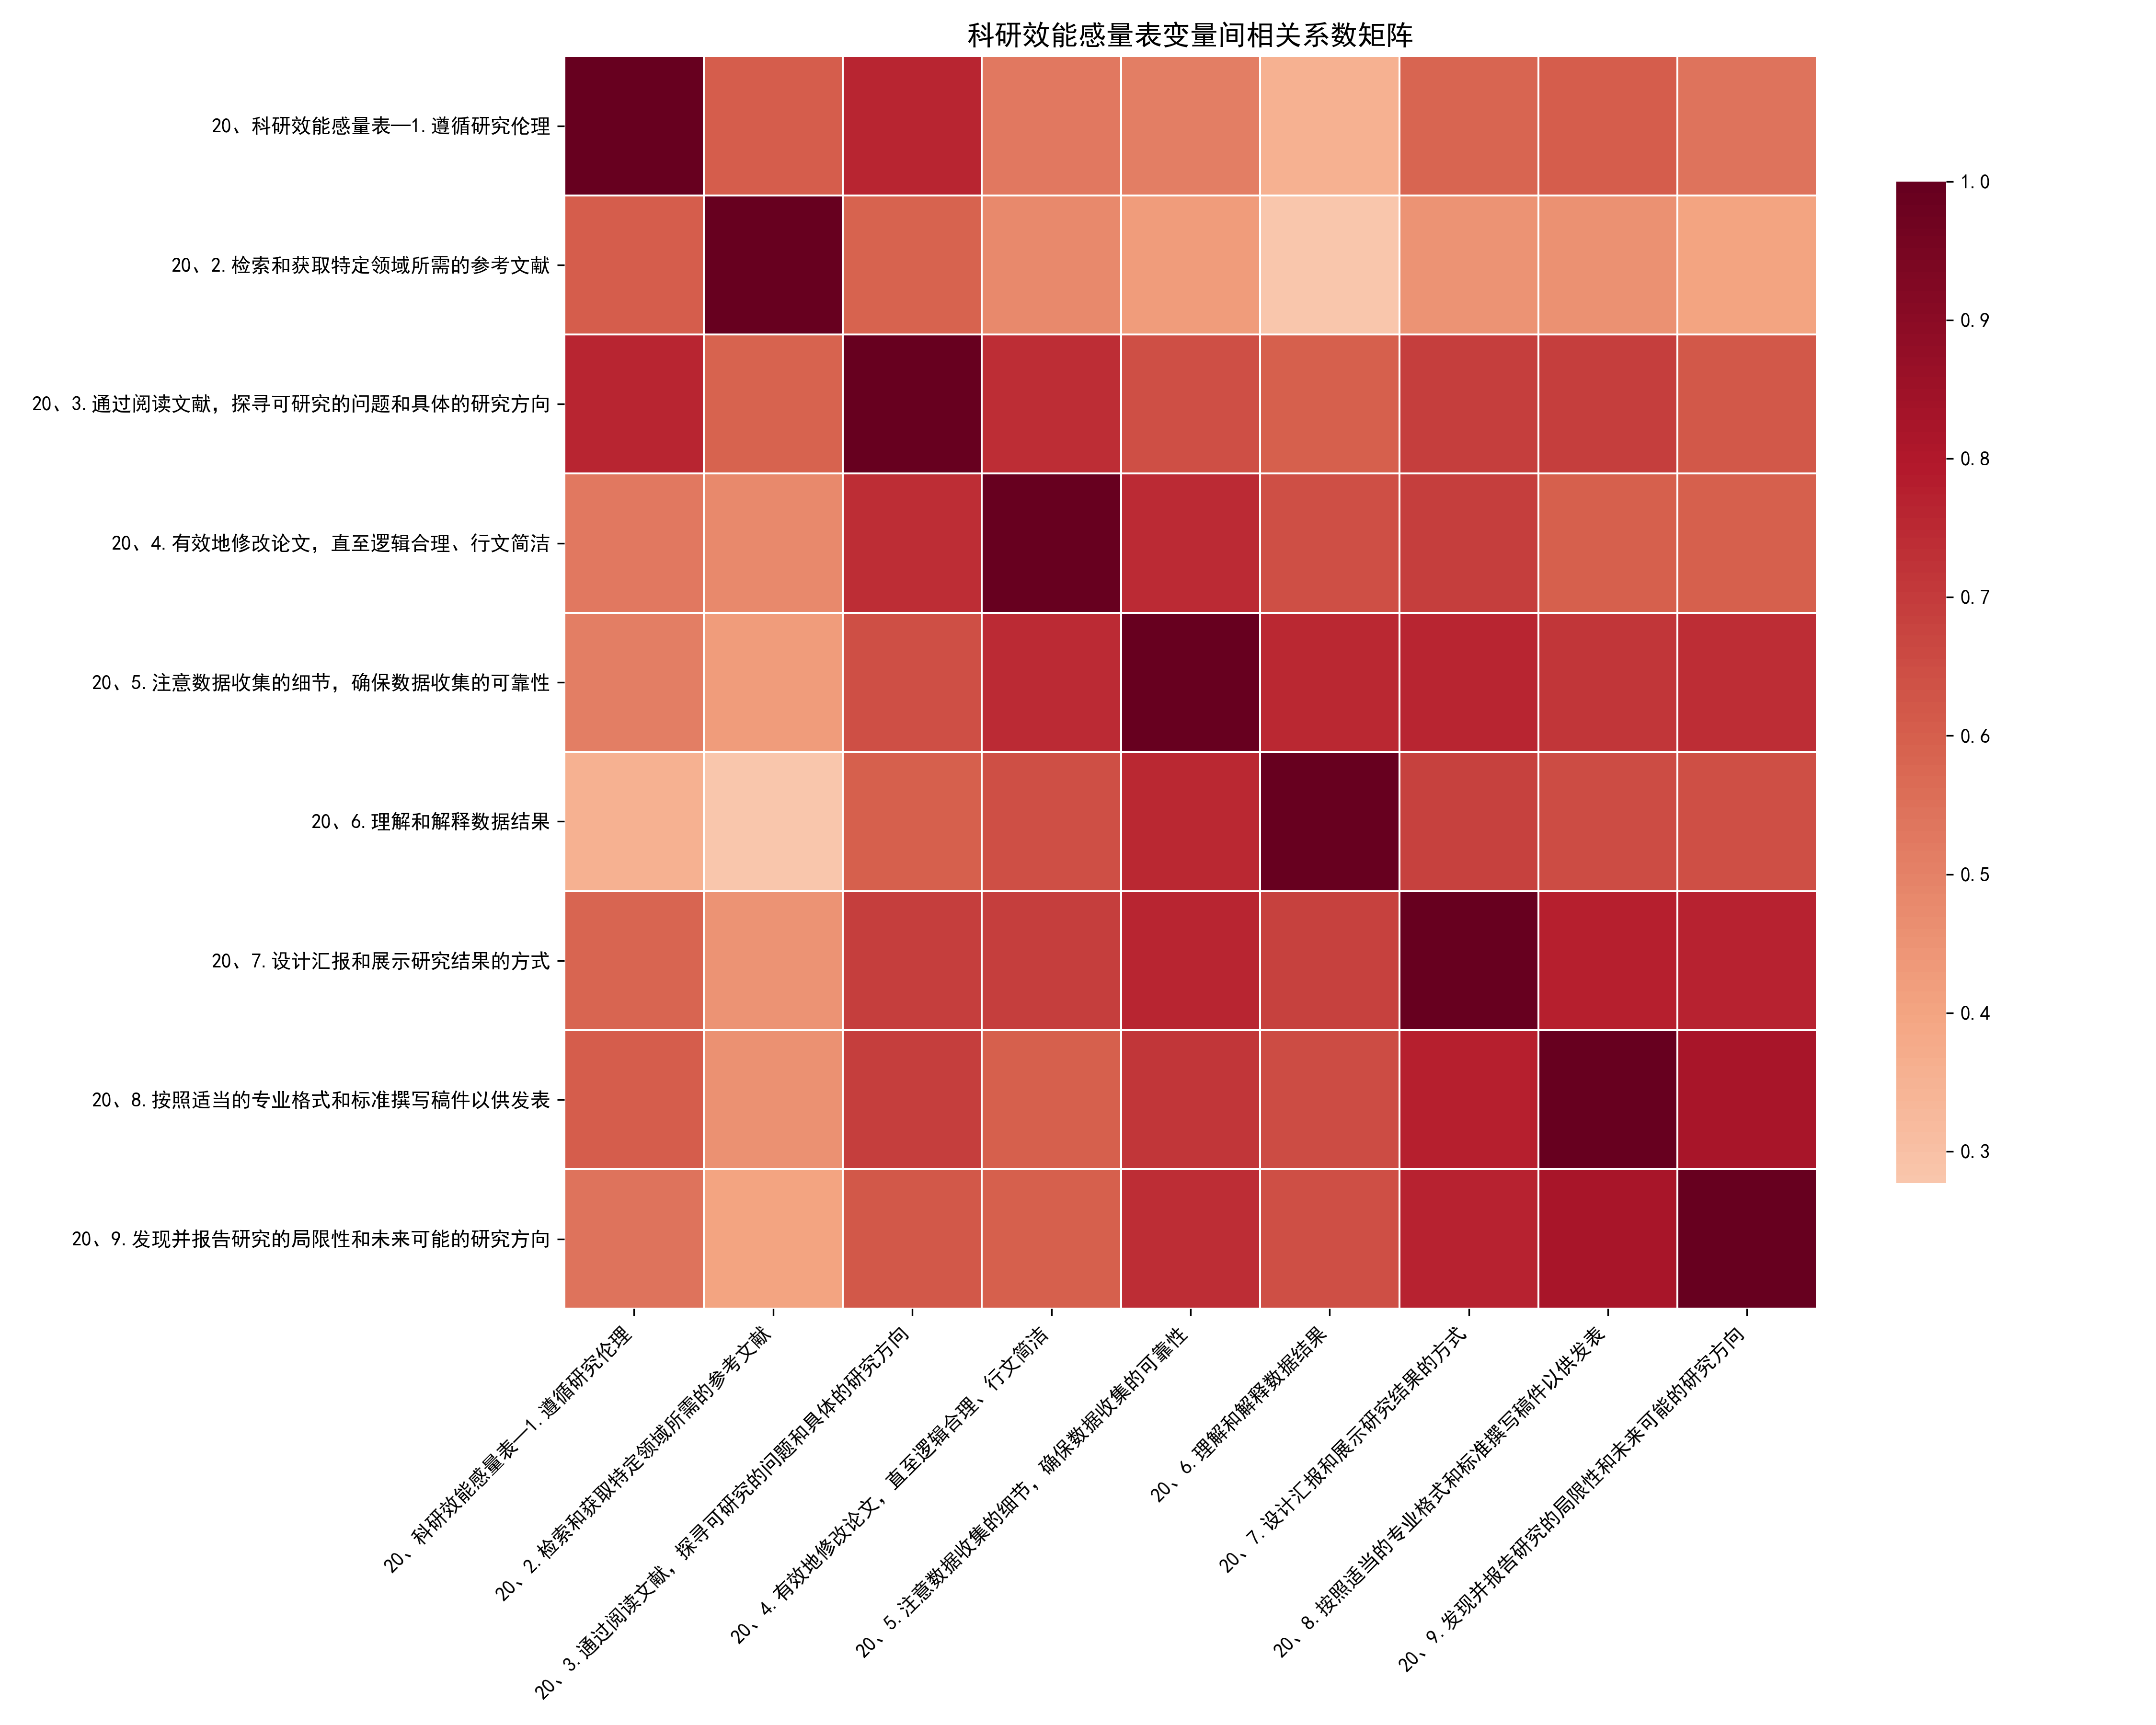 科研效能感量表变量间相关系数矩阵
20、科研效能感量表—1.遵循研究伦理
20、2.检索和获取特定领域所需的参考文献
20、3.通过阅读文献，探寻可研究的问题和具体的研究方向
20、4.有效地修改论文，直至逻辑合理、行文简洁
20、5.注意数据收集的细节，确保数据收集的可靠性
20、6.理解和解释数据结果
20、7.设计汇报和展示研究结果的方式
20、8.按照适当的专业格式和标准撰写稿件以供发表
20、9.发现并报告研究的局限性和未来可能的研究方向
1.0
0.9
0.8
0.7
0.6
0.5
0.4
0.3
20、科研效能感量表—1.遵循研究伦理
20、2.检索和获取特定领域所需的参考文献
20、3.通过阅读文献，探寻可研究的问题和具体的研究方向
20、4.有效地修改论文，直至逻辑合理、行文简洁
20、5.注意数据收集的细节，确保数据收集的可靠性
20、6.理解和解释数据结果
20、7.设计汇报和展示研究结果的方式
20、8.按照适当的专业格式和标准撰写稿件以供发表
20、9.发现并报告研究的局限性和未来可能的研究方向